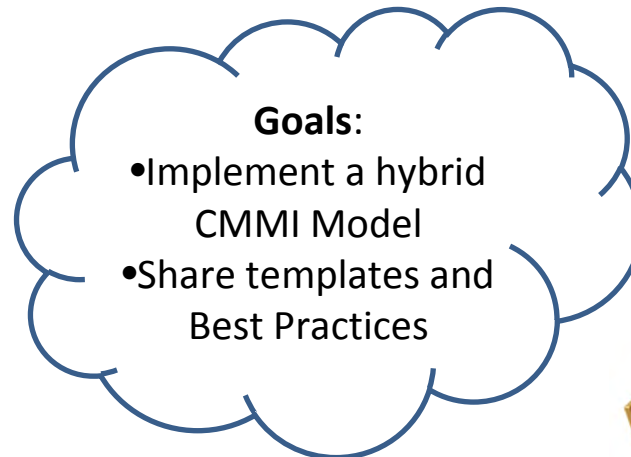 Goals:
•Implement a hybrid
CMMI Model
•Share templates and
Best Practices